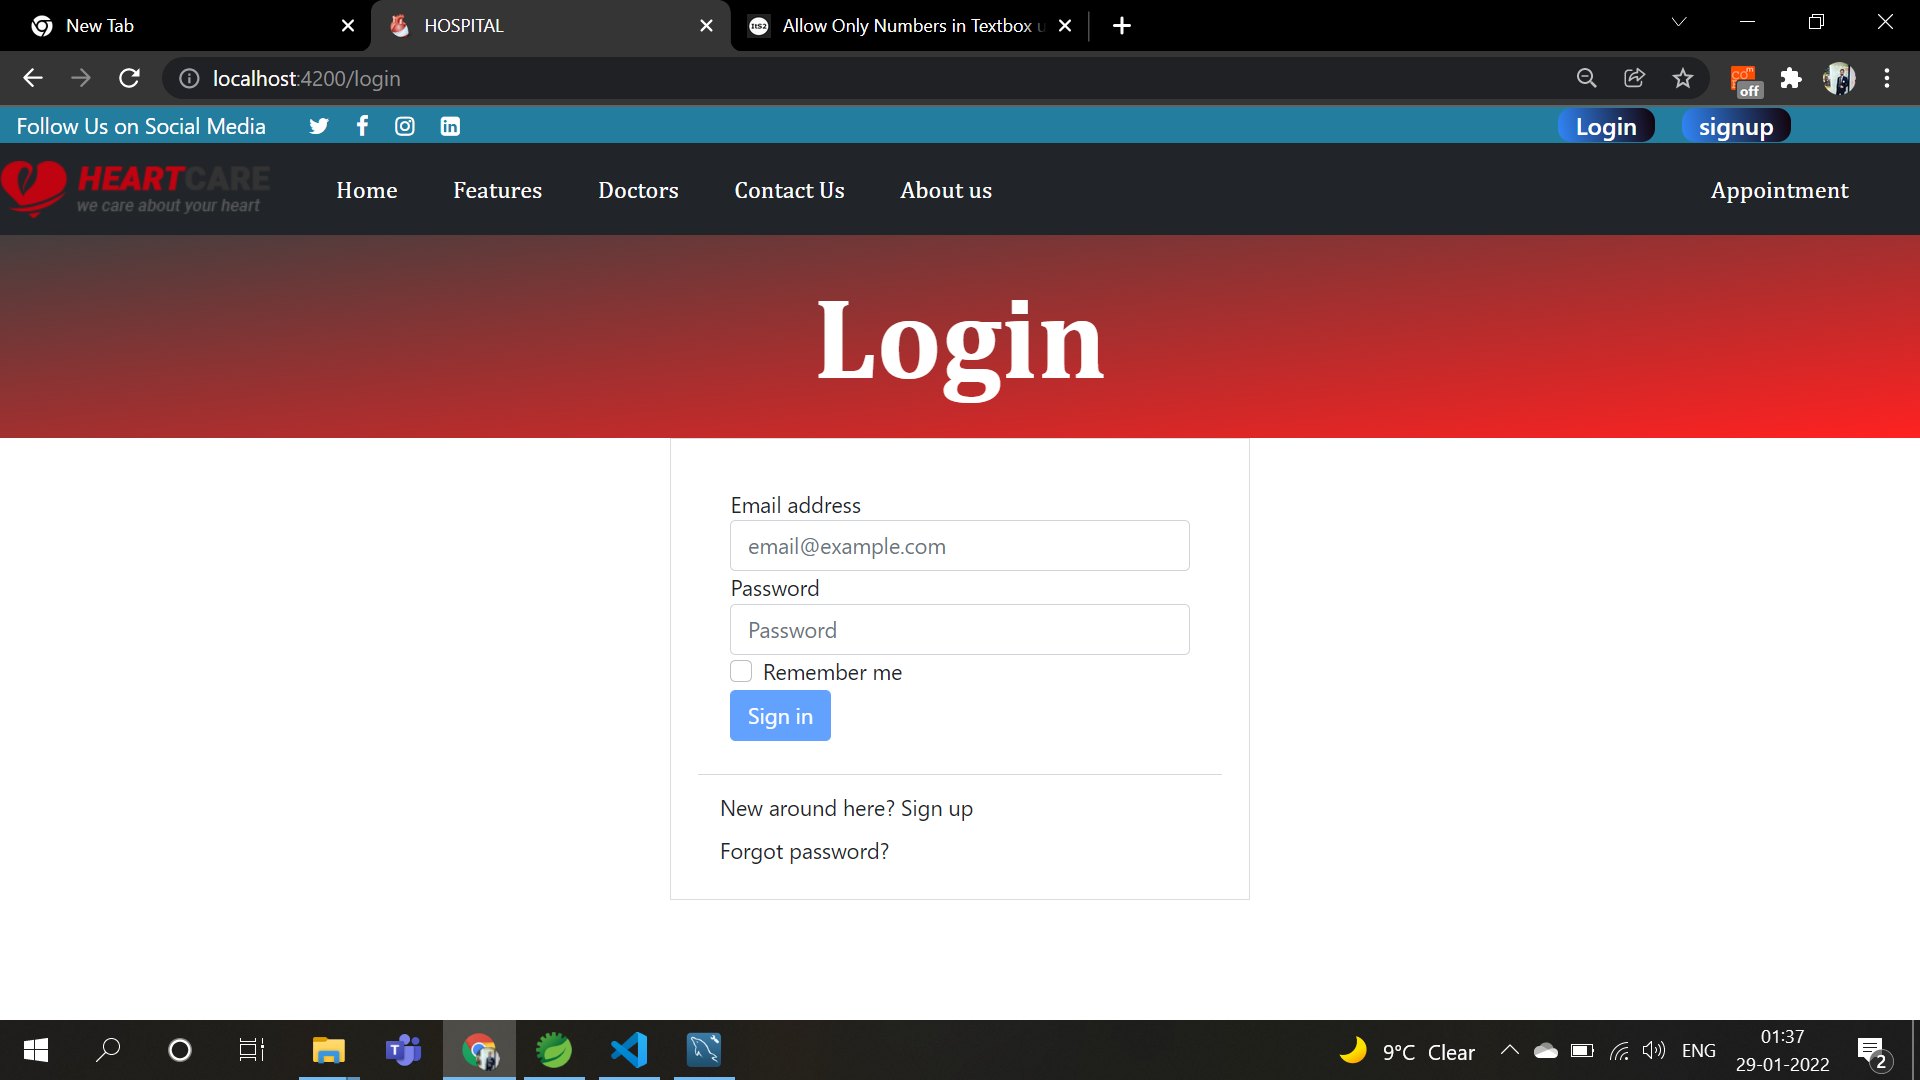 New Tab
HOSPITAL
ItS2
Allow Only Numbers in Textbox u
localhost:4200/login
off
Follow Us on Social Media
Login
signup
HEARTCARE
we care about your heart
Home
Features
Doctors
Contact Us
About us
Appointment
Login
Email address
email@example.com
Password
Password
Remember me
Sign in
New around here? Sign up
Forgot password?
9°C Clear
ENG
01:37
29-01-2022
2